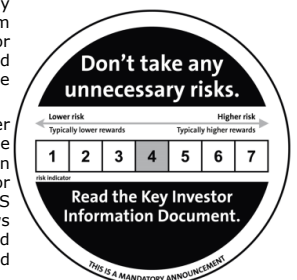 Don't take any
unnecessary risks.
Lower risk Higher risk
Typically lower rewards Typically higher rewards
1 2 3 4 5 6 7
risk indicator
Read the Key Investor
Information Document.
THIS IS A MANDATORY ANNOUNCEMENT